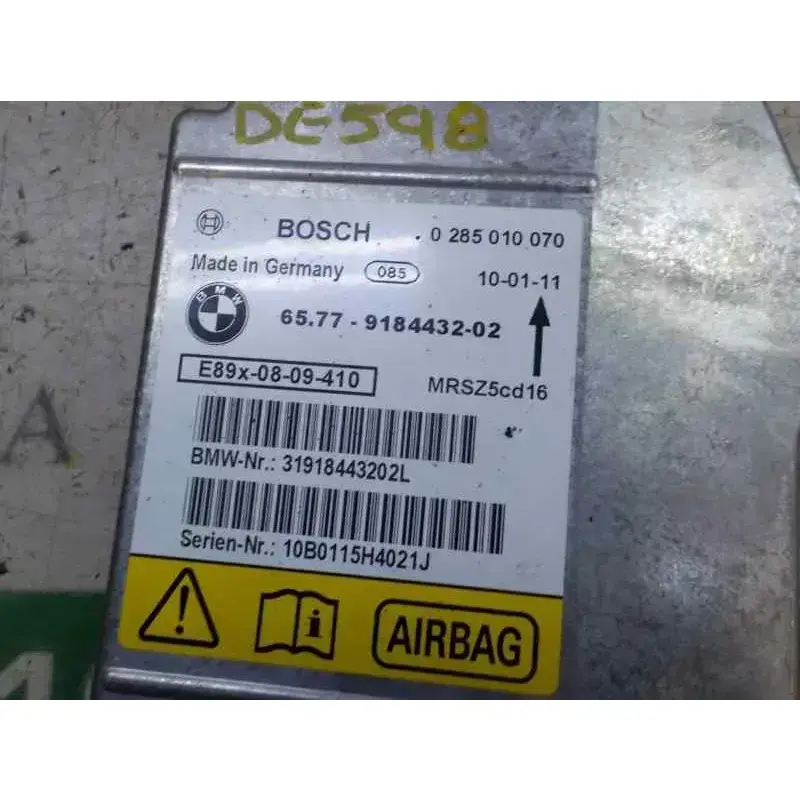 DE598
BOSCH 0 285 010 070
Made in Germany 085 10-01-11
BMW
65.77 - 9184432-02
E89x-08-09-410 MRSZ5cd16
BMW-Nr.: 31918443202L
Serien-Nr.: 10B0115H4021J
AIRBAG
A